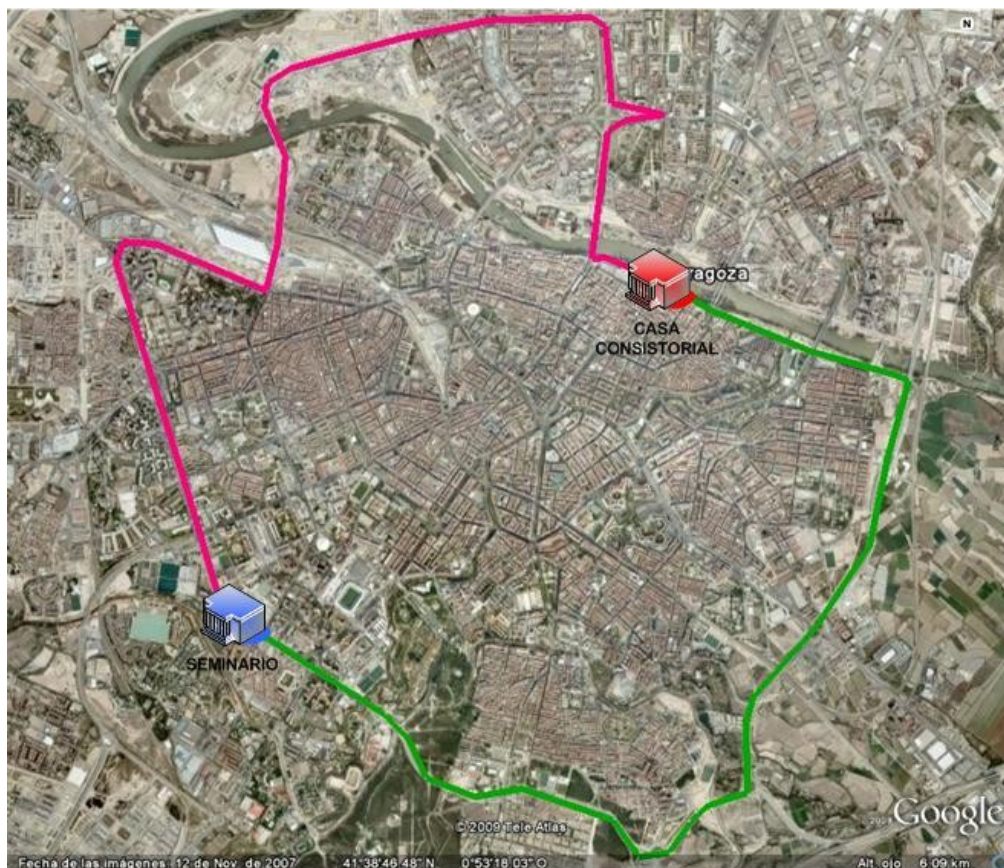 N
ragoza
CASA
CONSISTORIAL
SEMINARIO
© 2009 Tele Atlas
Google
Fecha de las imágenes: 12 de Nov. de 2007 41°38'46.48" N 0°53'18.03" O Alt. ojo 6.09 km